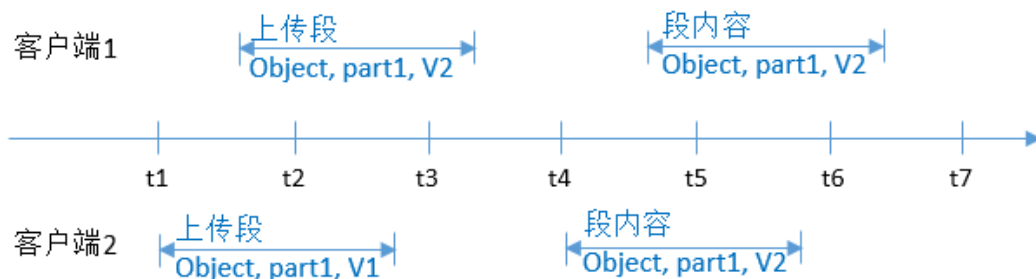 客户端1
上传段
Object, part1, V2
段内容
Object, part1, V2
t1 t2 t3 t4 t5 t6 t7
客户端2
上传段
Object, part1, V1
段内容
Object, part1, V2